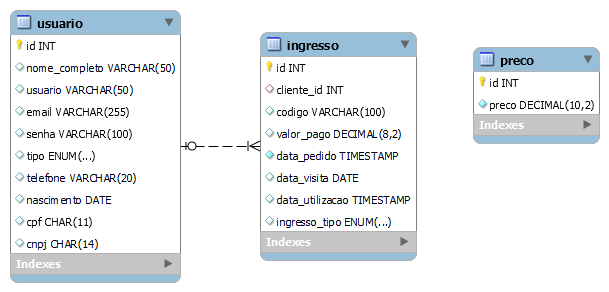 usuario
id INT
nome_completo VARCHAR(50)
usuario VARCHAR(50)
email VARCHAR(255)
senha VARCHAR(100)
tipo ENUM(...)
telefone VARCHAR(20)
nascimento DATE
cpf CHAR(11)
cnpj CHAR(14)
Indexes
ingresso
id INT
cliente_id INT
codigo VARCHAR(100)
valor_pago DECIMAL(8,2)
data_pedido TIMESTAMP
data_visita DATE
data_utilizacao TIMESTAMP
ingresso_tipo ENUM(...)
Indexes
preco
id INT
preco DECIMAL(10,2)
Indexes